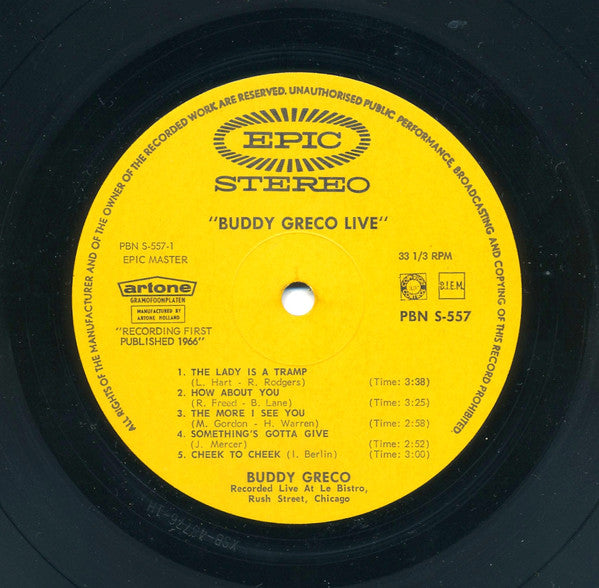 ALL RIGHTS OF THE MANUFACTURER AND OF THE OWNER OF THE RECORDED WORK ARE RESERVED. UNAUTHORISED PUBLIC PERFORMANCE, BROADCASTING AND COPYING OF THIS RECORD PROHIBITED.
EPIC
STEREO
"BUDDY GRECO LIVE"
PBN S-557-1
EPIC MASTER
33 1/3 RPM
artone
GRAMOFOONPLATEN
MANUFACTURED BY
ARTONE HOLLAND
B.I.E.M.
PBN S-557
"RECORDING FIRST
PUBLISHED 1966"
1. THE LADY IS A TRAMP
(L. Hart - R. Rodgers) (Time: 3:38)
2. HOW ABOUT YOU
(R. Freed - B. Lane) (Time: 3:25)
3. THE MORE I SEE YOU
(M. Gordon - H. Warren) (Time: 2:58)
4. SOMETHING'S GOTTA GIVE
(J. Mercer) (Time: 2:52)
5. CHEEK TO CHEEK (I. Berlin) (Time: 3:00)
BUDDY GRECO
Recorded Live At Le Bistro,
Rush Street, Chicago